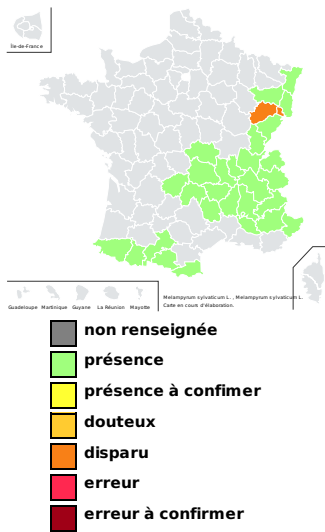 Île-de-France
Guadeloupe Martinique Guyane La Réunion Mayotte
Melampyrum sylvaticum L. , Melampyrum sylvaticum L.
Carte en cours d'élaboration.
non renseignée
présence
présence à confimer
douteux
disparu
erreur
erreur à confirmer